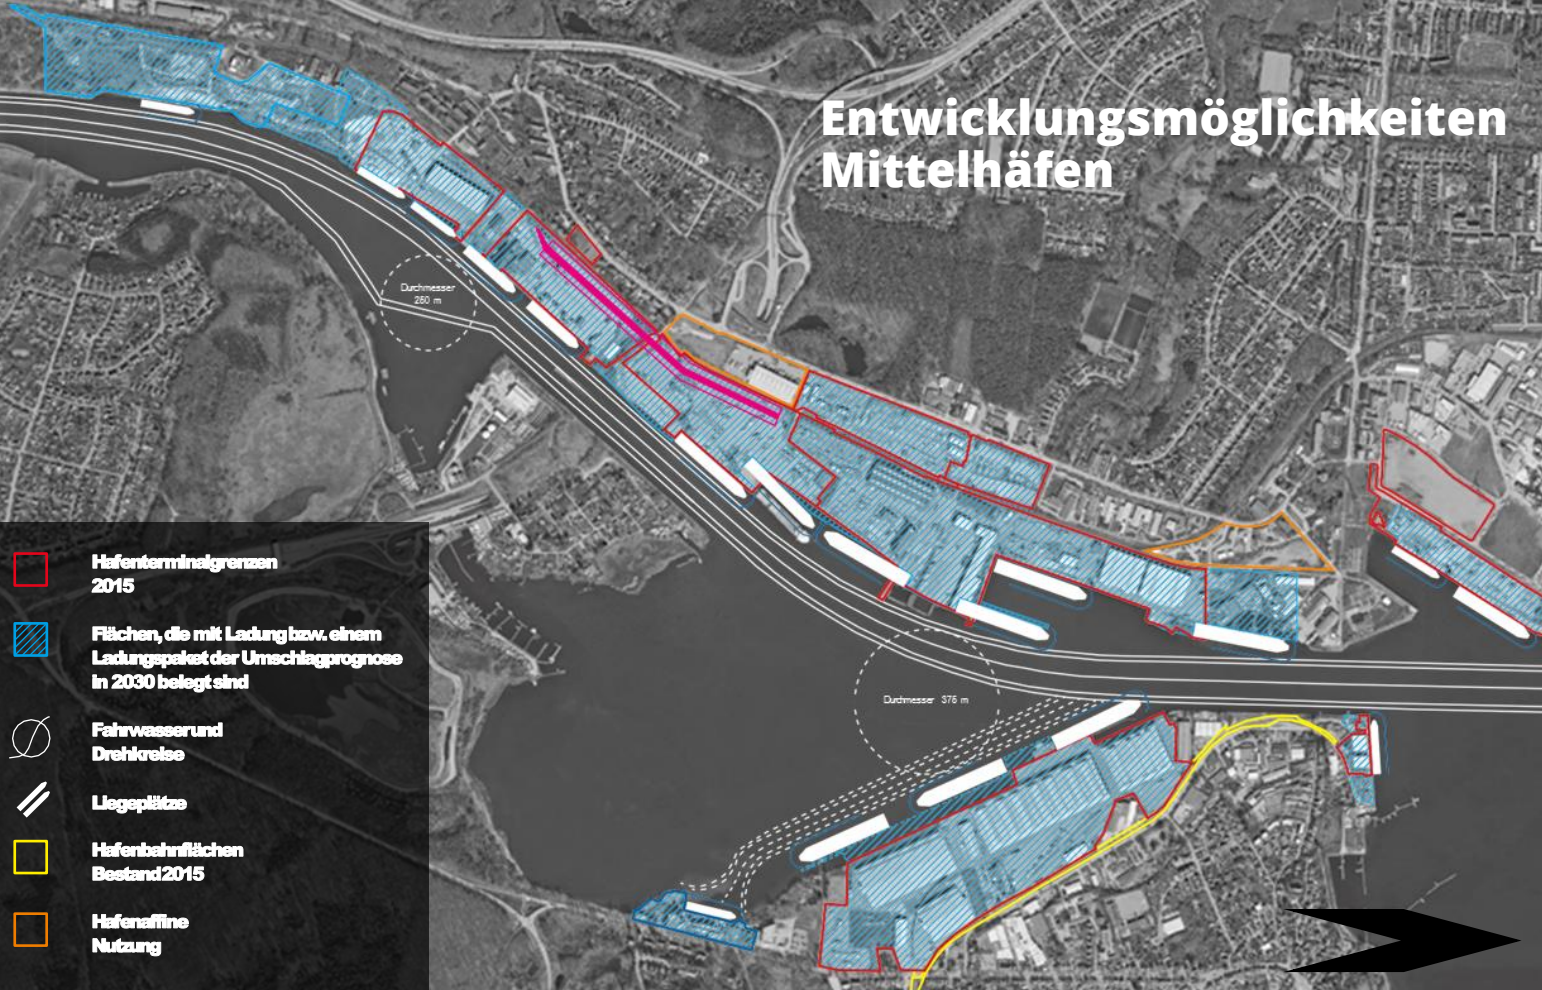 Entwicklungsmöglichkeiten
Mittelhäfen
Durchmesser
250 m
Durchmesser 375 m
Hafenterminalgrenzen
2015
Flächen, die mit Ladung bzw. einem
Ladungspaket der Umschlagprognose
in 2030 belegt sind
Fahrwasser und
Drehkreise
Liegeplätze
Hafenbahnflächen
Bestand 2015
Hafenaffine
Nutzung